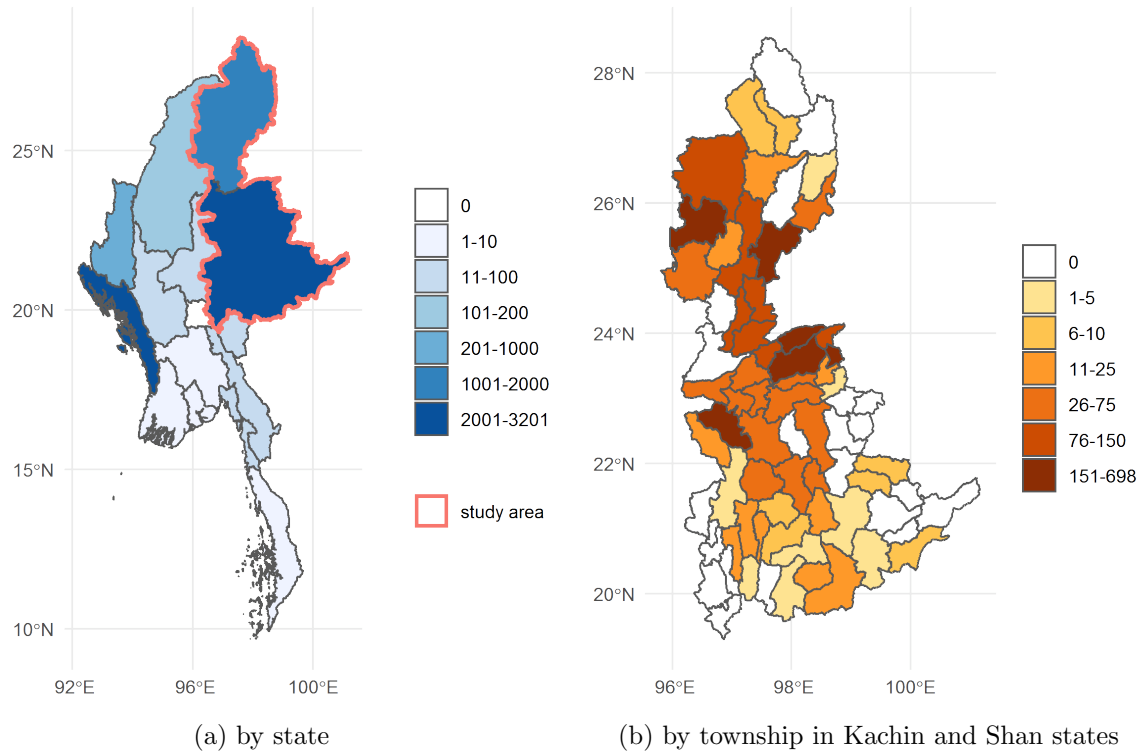 25°N
20°N
15°N
10°N
92°E 96°E 100°E
0
1-10
11-100
101-200
201-1000
1001-2000
2001-3201
study area
(a) by state
28°N
26°N
24°N
22°N
20°N
96°E 98°E 100°E
0
1-5
6-10
11-25
26-75
76-150
151-698
(b) by township in Kachin and Shan states